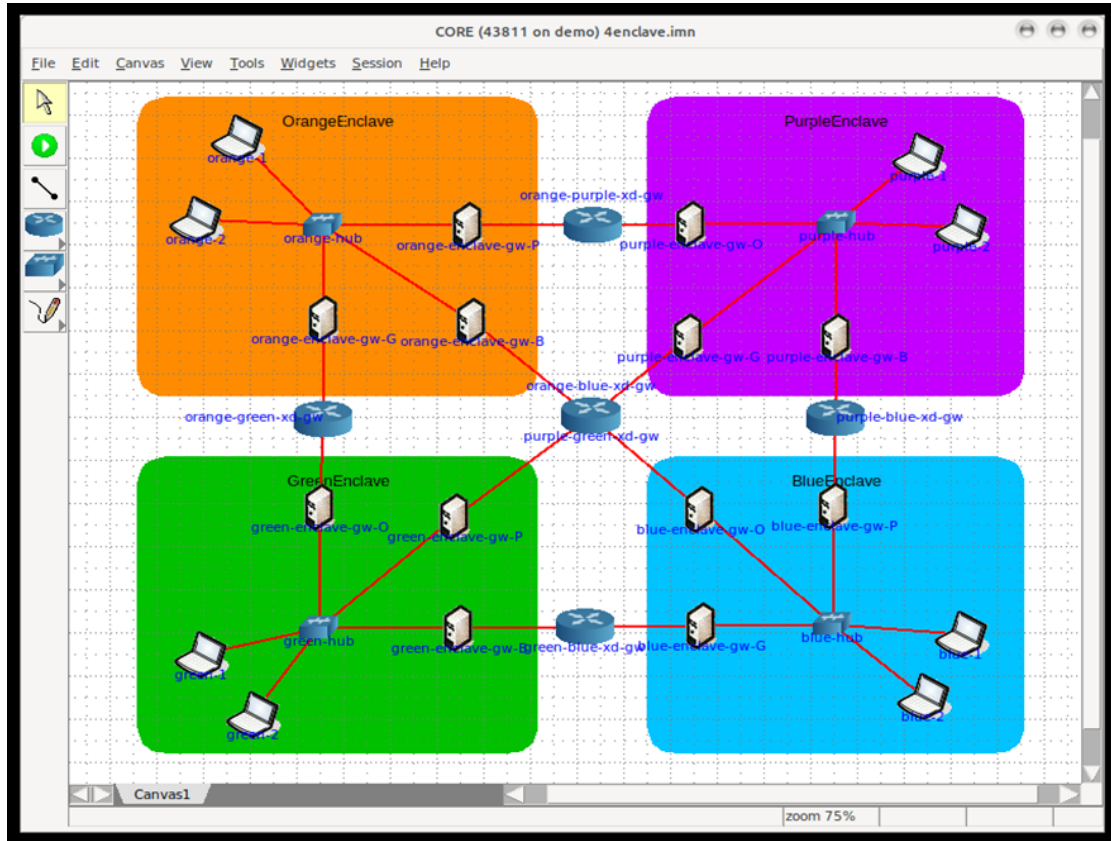 CORE (43811 on demo) 4enclave.imn
File Edit Canvas View Tools Widgets Session Help
OrangeEnclave
PurpleEnclave
orange-1
purple-1
orange-purple-xd-gw
orange-2
orange-hub
orange-enclave-gw-P
purple-enclave-gw-O
purple-hub
purple-2
orange-enclave-gw-G
orange-enclave-gw-B
purple-enclave-gw-G
purple-enclave-gw-B
orange-blue-xd-gw
orange-green-xd-gw
purple-blue-xd-gw
purple-green-xd-gw
GreenEnclave
BlueEnclave
green-enclave-gw-O
green-enclave-gw-P
blue-enclave-gw-O
blue-enclave-gw-P
green-hub
green-enclave-gw-B
green-blue-xd-gw
blue-enclave-gw-G
blue-hub
blue-1
green-1
blue-2
green-2
Canvas1
zoom 75%